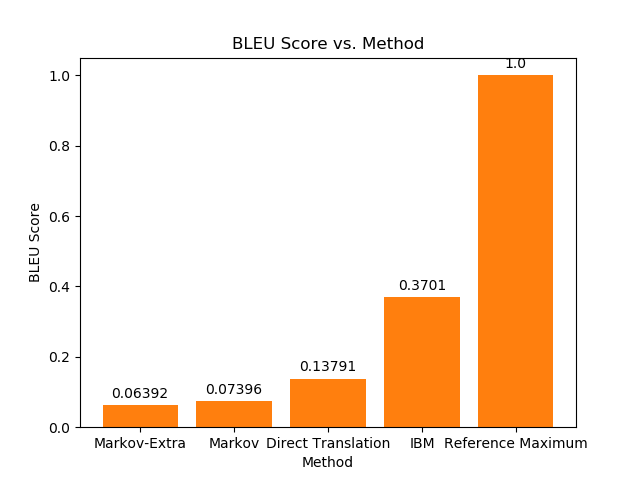 BLEU Score vs. Method
1.0
1.0
0.8
0.6
0.4
0.3701
0.2
0.13791
0.07396
0.06392
0.0
BLEU Score
Markov-Extra Markov Direct Translation IBM Reference Maximum
Method